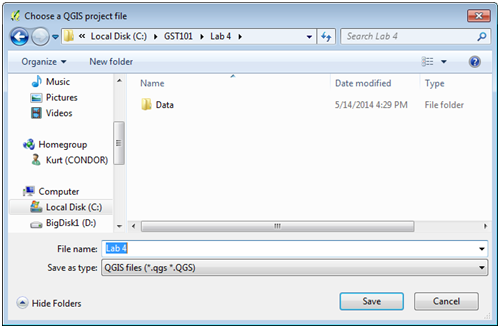 Choose a QGIS project file
« Local Disk (C:) ▸ GST101 ▸ Lab 4 ▸
Search Lab 4
Organize ▾ New folder
Music
Pictures
Videos
Homegroup
Kurt (CONDOR)
Computer
Local Disk (C:)
BigDisk1 (D:)
Name Date modified Type
Data 5/14/2014 4:29 PM File folder
File name: Lab 4
Save as type: QGIS files (*.qgs *.QGS)
Hide Folders Save Cancel